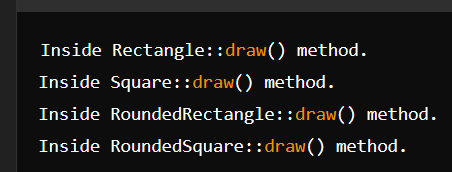 Inside Rectangle::draw() method.
Inside Square::draw() method.
Inside RoundedRectangle::draw() method.
Inside RoundedSquare::draw() method.